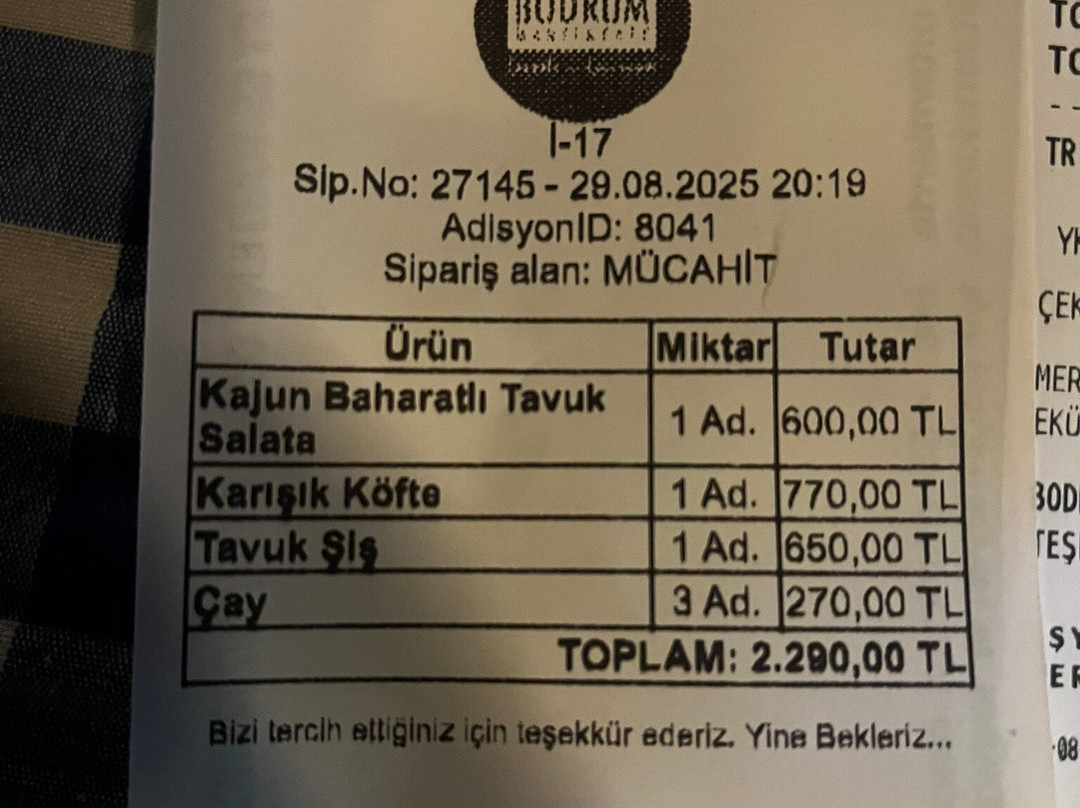 BODRUM
İ-17
Sip.No: 27145 - 29.08.2025 20:19
AdisyonID: 8041
Sipariş alan: MÜCAHİT
Ürün Miktar Tutar
Kajun Baharatlı Tavuk
Salata 1 Ad. 600,00 TL
Karışık Köfte 1 Ad. 770,00 TL
Tavuk Şiş 1 Ad. 650,00 TL
Çay 3 Ad. 270,00 TL
TOPLAM: 2.290,00 TL
Bizi tercih ettiğiniz için teşekkür ederiz. Yine Bekleriz...
TR